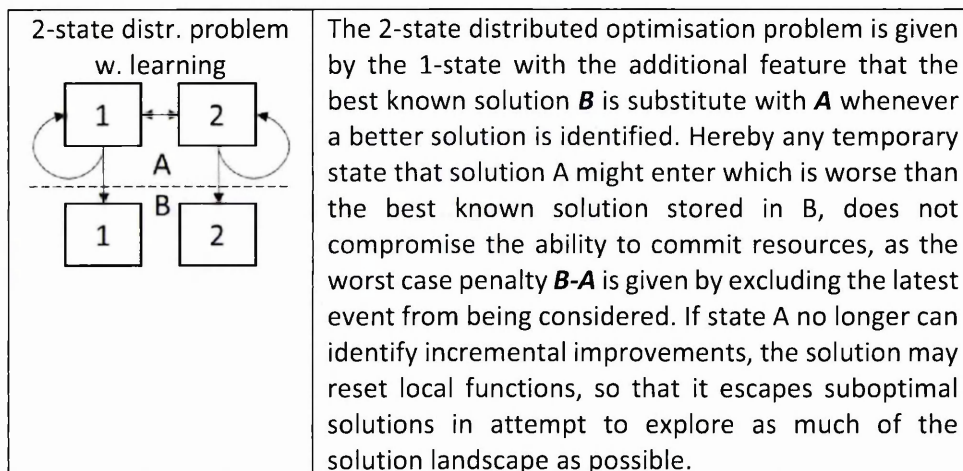 2-state distr. problem
w. learning
1
2
A
B
1
2
The 2-state distributed optimisation problem is given
by the 1-state with the additional feature that the
best known solution B is substitute with A whenever
a better solution is identified. Hereby any temporary
state that solution A might enter which is worse than
the best known solution stored in B, does not
compromise the ability to commit resources, as the
worst case penalty B-A is given by excluding the latest
event from being considered. If state A no longer can
identify incremental improvements, the solution may
reset local functions, so that it escapes suboptimal
solutions in attempt to explore as much of the
solution landscape as possible.